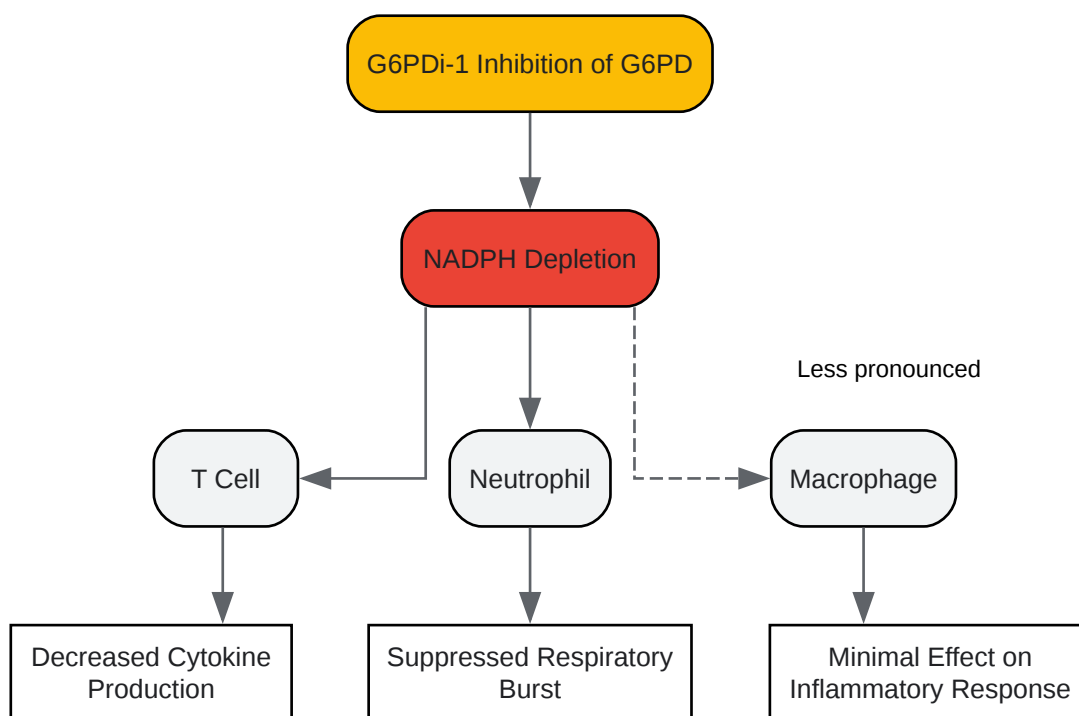 G6PDi-1 Inhibition of G6PD
NADPH Depletion
Less pronounced
T Cell
Neutrophil
Macrophage
Decreased Cytokine
Production
Suppressed Respiratory
Burst
Minimal Effect on
Inflammatory Response